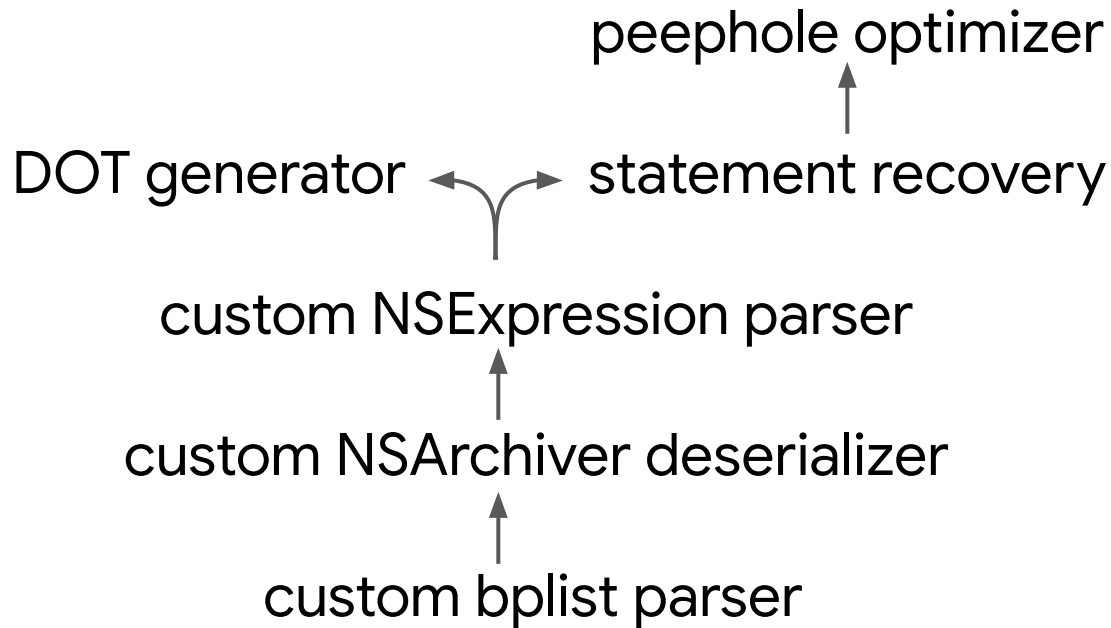 peephole optimizer
DOT generator
statement recovery
custom NSExpression parser
custom NSArchiver deserializer
custom bplist parser